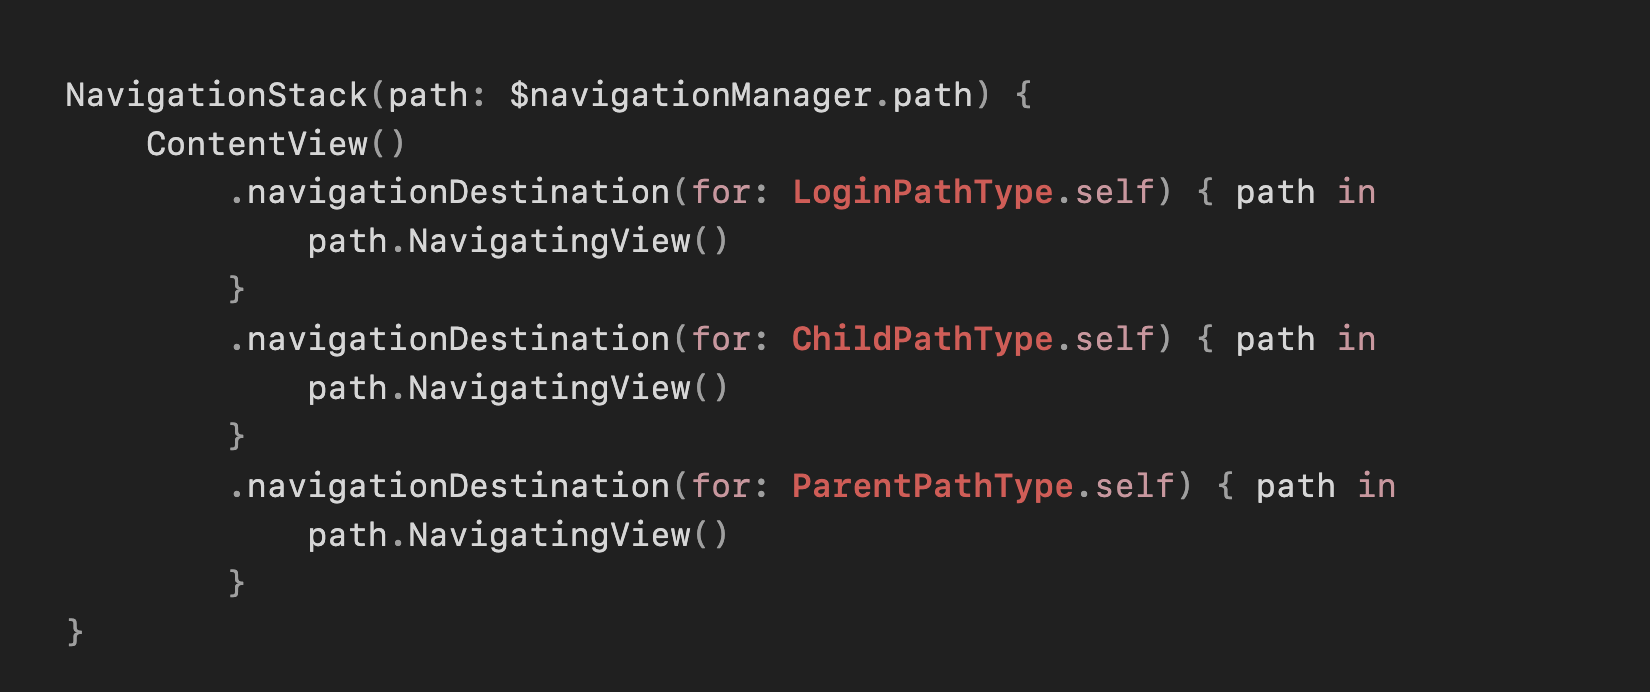 NavigationStack(path: $navigationManager.path) {
    ContentView()
        .navigationDestination(for: LoginPathType.self) { path in
            path.NavigatingView()
        }
        .navigationDestination(for: ChildPathType.self) { path in
            path.NavigatingView()
        }
        .navigationDestination(for: ParentPathType.self) { path in
            path.NavigatingView()
        }
}